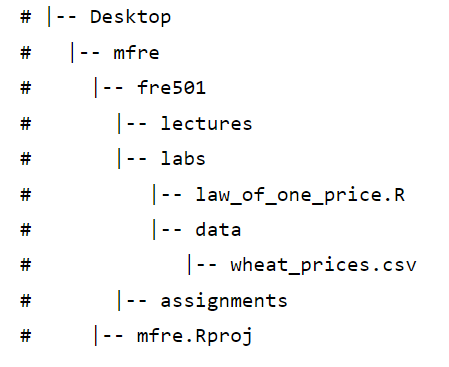 # |-- Desktop
#   |-- mfre
#     |-- fre501
#       |-- lectures
#       |-- labs
#          |-- law_of_one_price.R
#          |-- data
#             |-- wheat_prices.csv
#       |-- assignments
#     |-- mfre.Rproj